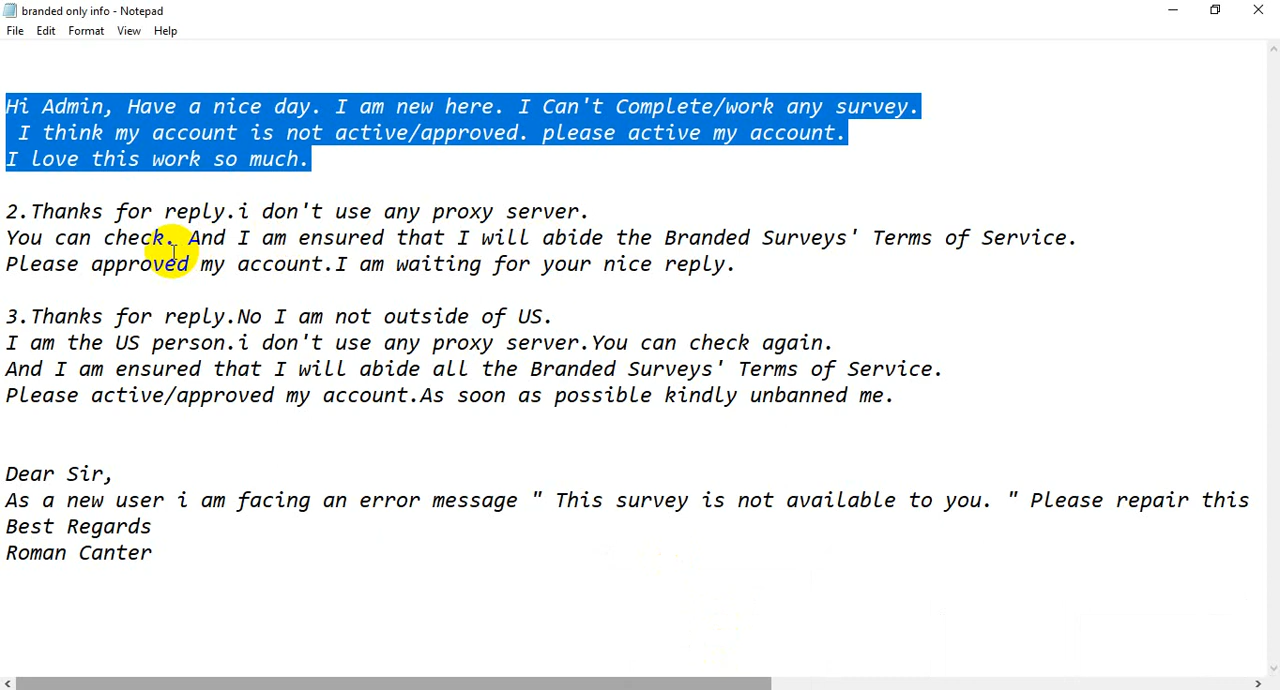 branded only info - Notepad
File Edit Format View Help
Hi Admin, Have a nice day. I am new here. I Can't Complete/work any survey.
I think my account is not active/approved. please active my account.
I love this work so much.
2.Thanks for reply.i don't use any proxy server.
You can check. And I am ensured that I will abide the Branded Surveys' Terms of Service.
Please approved my account.I am waiting for your nice reply.
3.Thanks for reply.No I am not outside of US.
I am the US person.i don't use any proxy server.You can check again.
And I am ensured that I will abide all the Branded Surveys' Terms of Service.
Please active/approved my account.As soon as possible kindly unbanned me.
Dear Sir,
As a new user i am facing an error message " This survey is not available to you. " Please repair this
Best Regards
Roman Canter